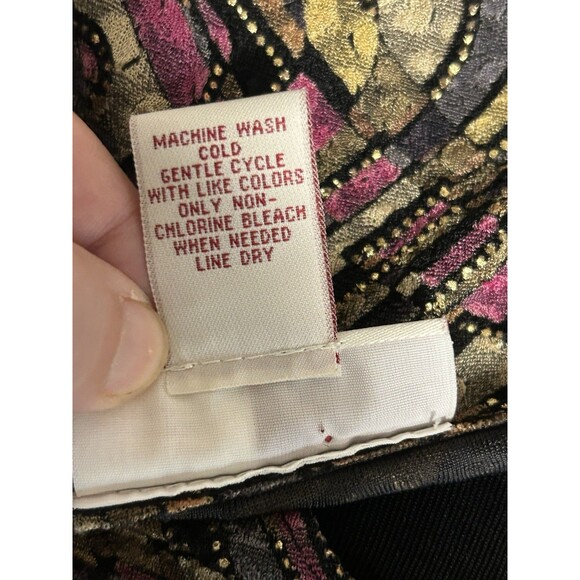 MACHINE WASH
COLD
GENTLE CYCLE
WITH LIKE COLORS
ONLY NON-
CHLORINE BLEACH
WHEN NEEDED
LINE DRY